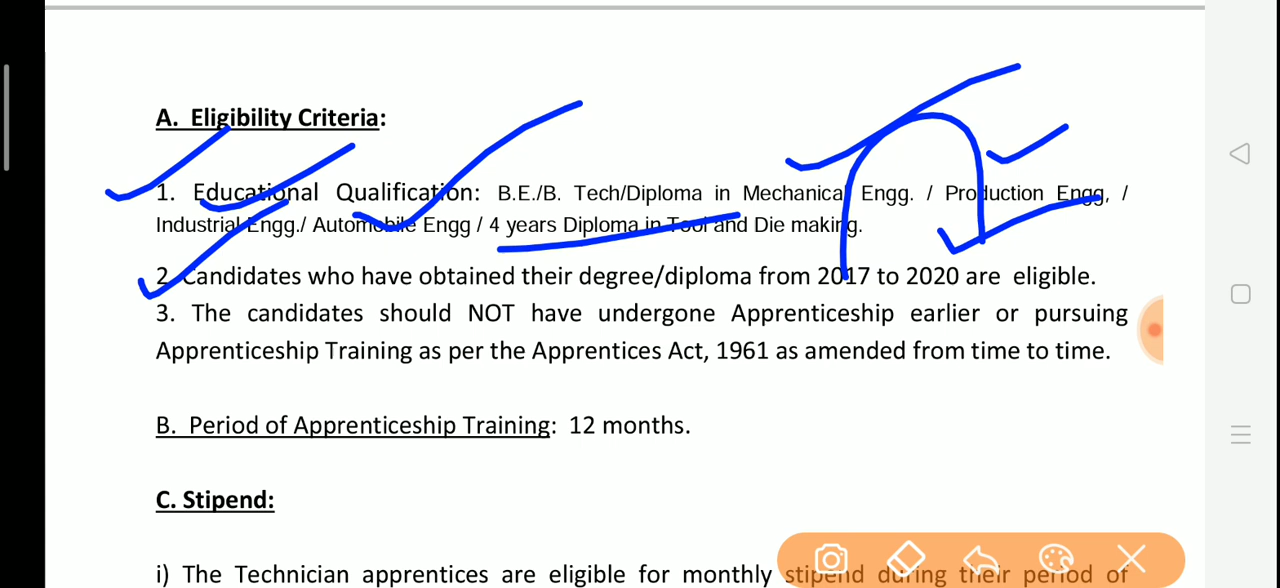 A. Eligibility Criteria:
1. Educational Qualification: B.E./B. Tech/Diploma in Mechanical Engg. / Production Engg, /
Industrial Engg./ Automobile Engg / 4 years Diploma in Tool and Die making.
2. Candidates who have obtained their degree/diploma from 2017 to 2020 are eligible.
3. The candidates should NOT have undergone Apprenticeship earlier or pursuing
Apprenticeship Training as per the Apprentices Act, 1961 as amended from time to time.
B. Period of Apprenticeship Training: 12 months.
C. Stipend:
i) The Technician apprentices are eligible for monthly stipend during their period of